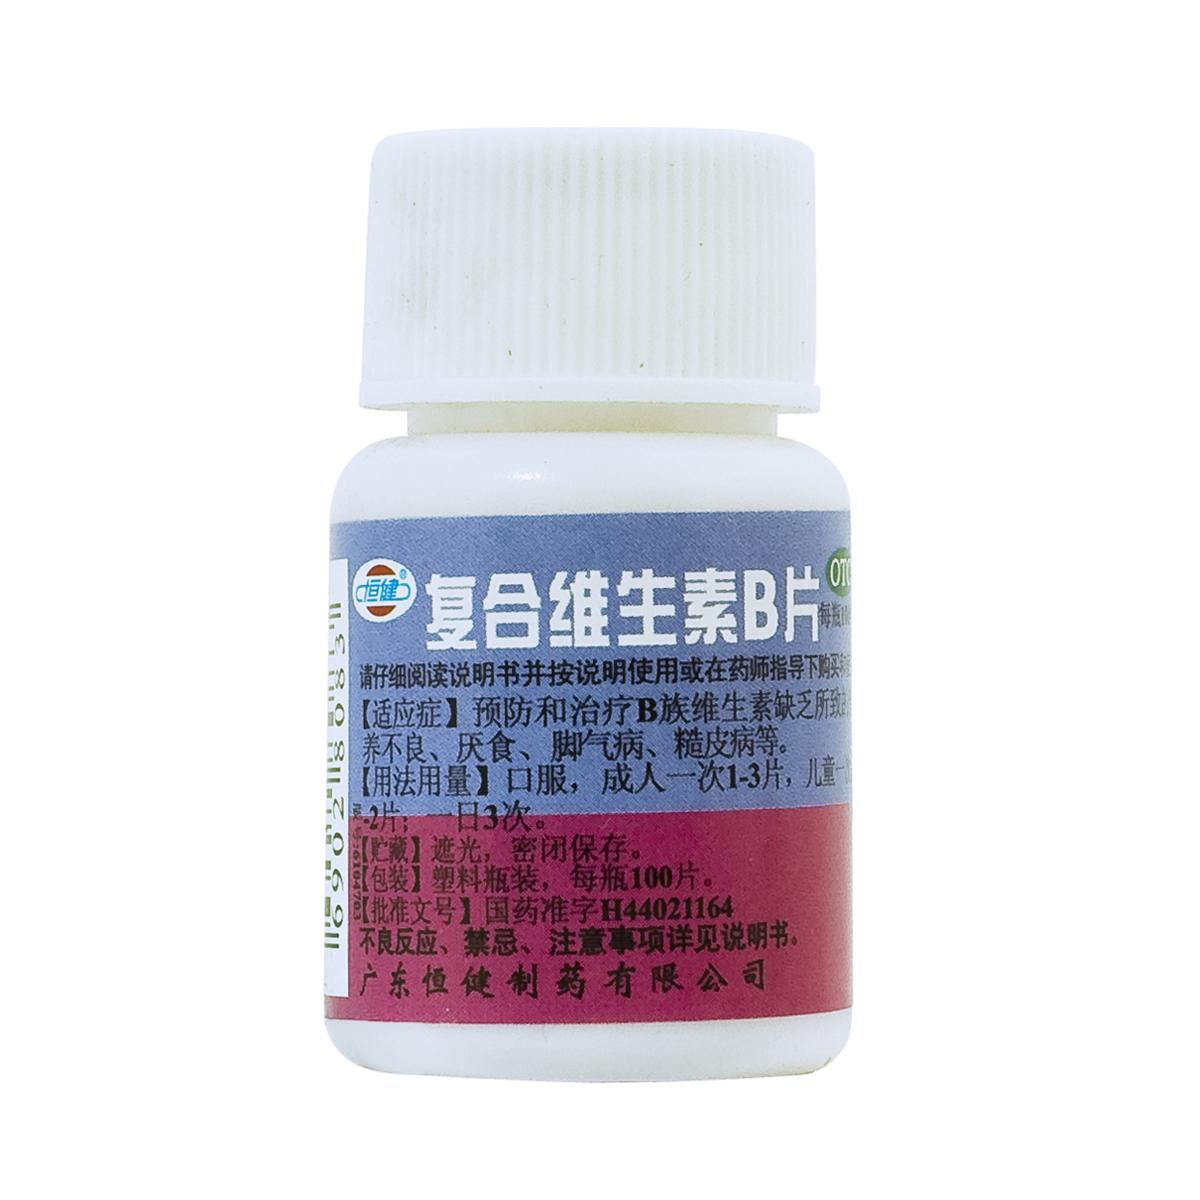 恒健®
复合维生素B片
OTC
每瓶10
请仔细阅读说明书并按说明使用或在药师指导下购买和
【适应症】预防和治疗B族维生素缺乏所致
养不良、厌食、脚气病、糙皮病等。
【用法用量】口服，成人一次1-3片，儿童一
-2片；一日3次。
【贮藏】遮光，密闭保存。
【包装】塑料瓶装，每瓶100片。
【批准文号】国药准字H44021164
不良反应、禁忌、注意事项详见说明书。
广东恒健制药有限公司
6902180831
:6104703